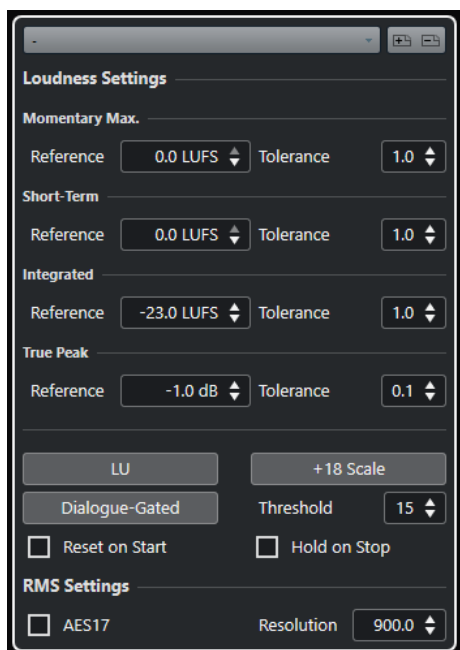 -
Loudness Settings
Momentary Max.
Reference 0.0 LUFS Tolerance 1.0
Short-Term
Reference 0.0 LUFS Tolerance 1.0
Integrated
Reference -23.0 LUFS Tolerance 1.0
True Peak
Reference -1.0 dB Tolerance 0.1
LU +18 Scale
Dialogue-Gated Threshold 15
Reset on Start Hold on Stop
RMS Settings
AES17 Resolution 900.0